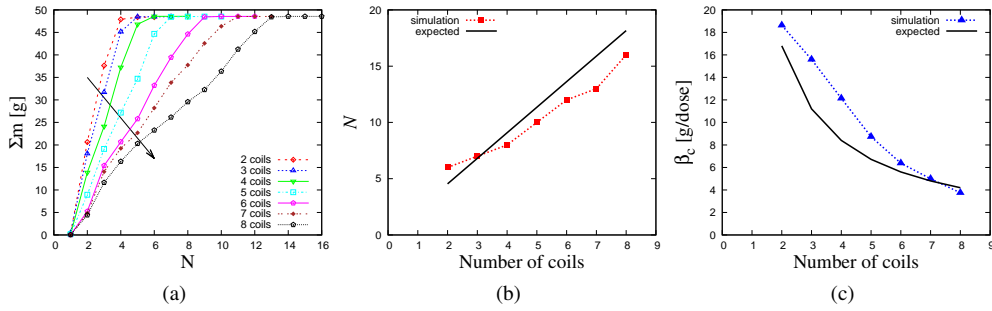 60
55
50
45
40
35
30
25
20
15
10
5
0
Σm [g]
0 2 4 6 8 10 12 14 16
N
2 coils
3 coils
4 coils
5 coils
6 coils
7 coils
8 coils
(a)
20
15
10
5
0
N
0 1 2 3 4 5 6 7 8 9
Number of coils
simulation
expected
(b)
20
18
16
14
12
10
8
6
4
2
0
βc [g/dose]
0 1 2 3 4 5 6 7 8 9
Number of coils
simulation
expected
(c)